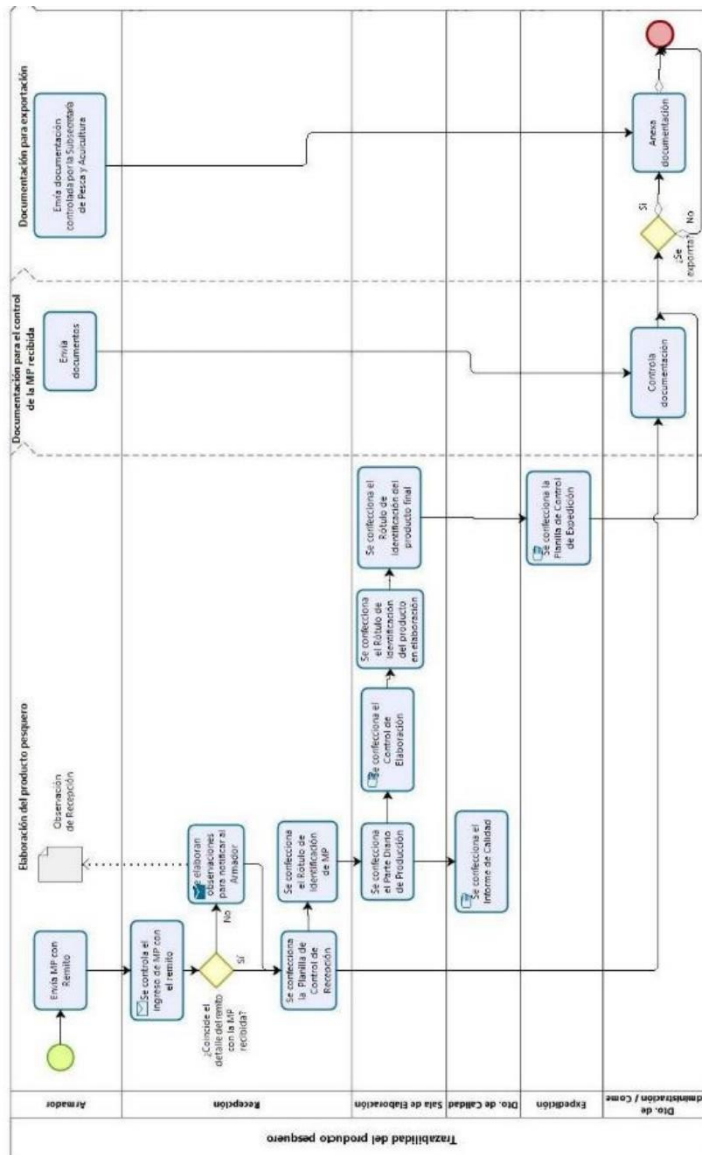 Trazabilidad del producto pesquero
Elaboración del producto pesquero
Documentación para el control
de la MP recibida
Documentación para exportación
Armador
Envía MP con
Remito
Observación
de Recepción
Envía
documentos
Envía documentación
controlada por la Subsecretaría
de Pesca y Acuicultura
Recepción
Se controla el
ingreso de MP con
el remito
¿Coincide el
detalle del remito
con la MP
recibida?
No
Sí
Se elaboran
observaciones
para notificar al
Armador
Se confecciona
la Planilla de
Control de
Recepción
Se confecciona
el Rótulo de
Identificación
de MP
Sala de Elaboración
Se confecciona
el Parte Diario
de Producción
Se confecciona el
Control de
Elaboración
Se confecciona
el Rótulo de
Identificación
del producto
en elaboración
Se confecciona el
Rótulo de
Identificación del
producto final
Dto. de Calidad
Se confecciona el
Informe de Calidad
Expedición
Se confecciona la
Planilla de Control
de Expedición
Dto. de
Administración / Come
Controla
documentación
¿Se
exporta?
Sí
No
Anexa
documentación